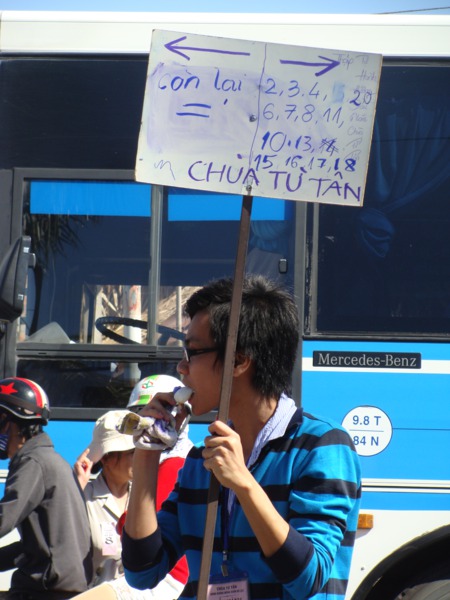 còn lại
=
2, 3, 4, 5 20
6, 7, 8, 11,
10, 13, 14
15 16, 17, 18
CHÙA TỪ TÂN
Mercedes-Benz
9.8 T
84 N